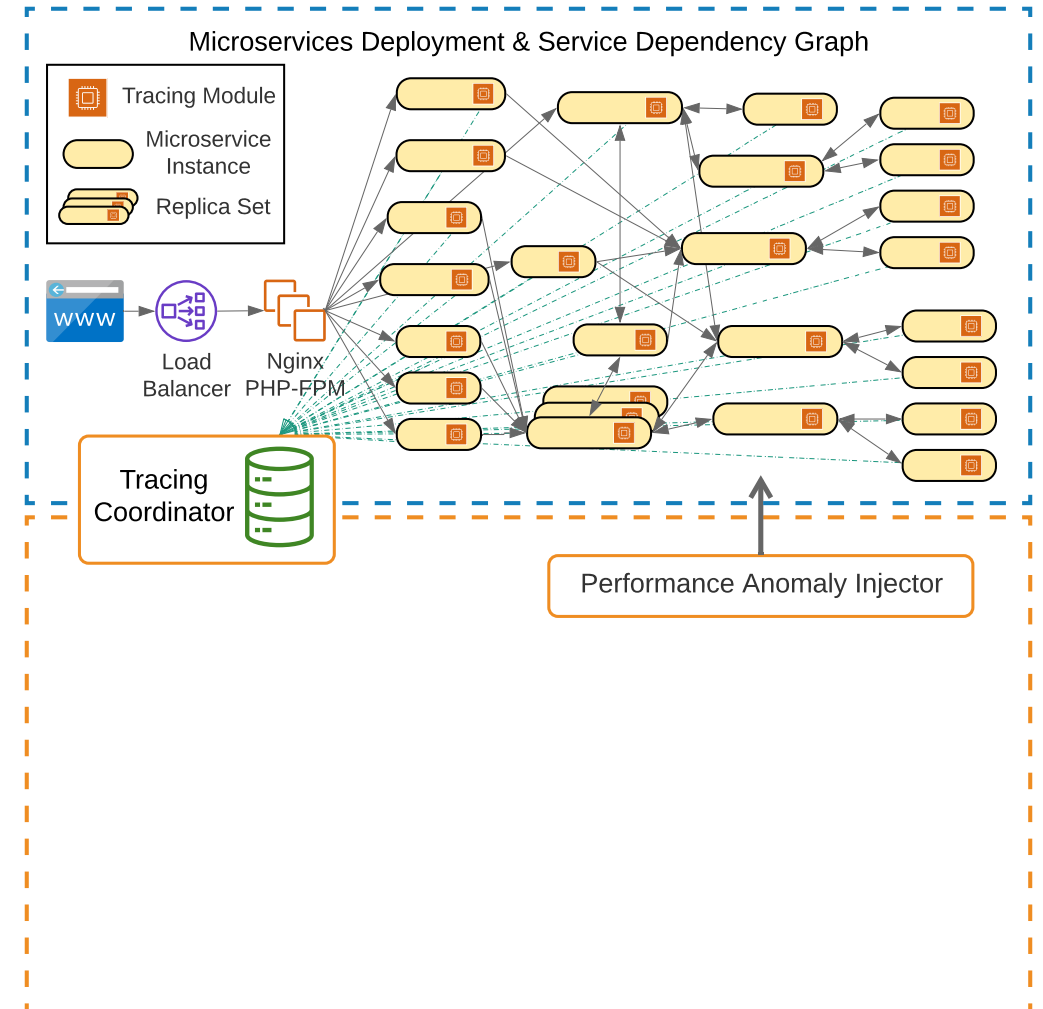 Microservices Deployment & Service Dependency Graph
Tracing Module
Microservice
Instance
Replica Set
www
Load
Balancer
Nginx
PHP-FPM
Tracing
Coordinator
Performance Anomaly Injector